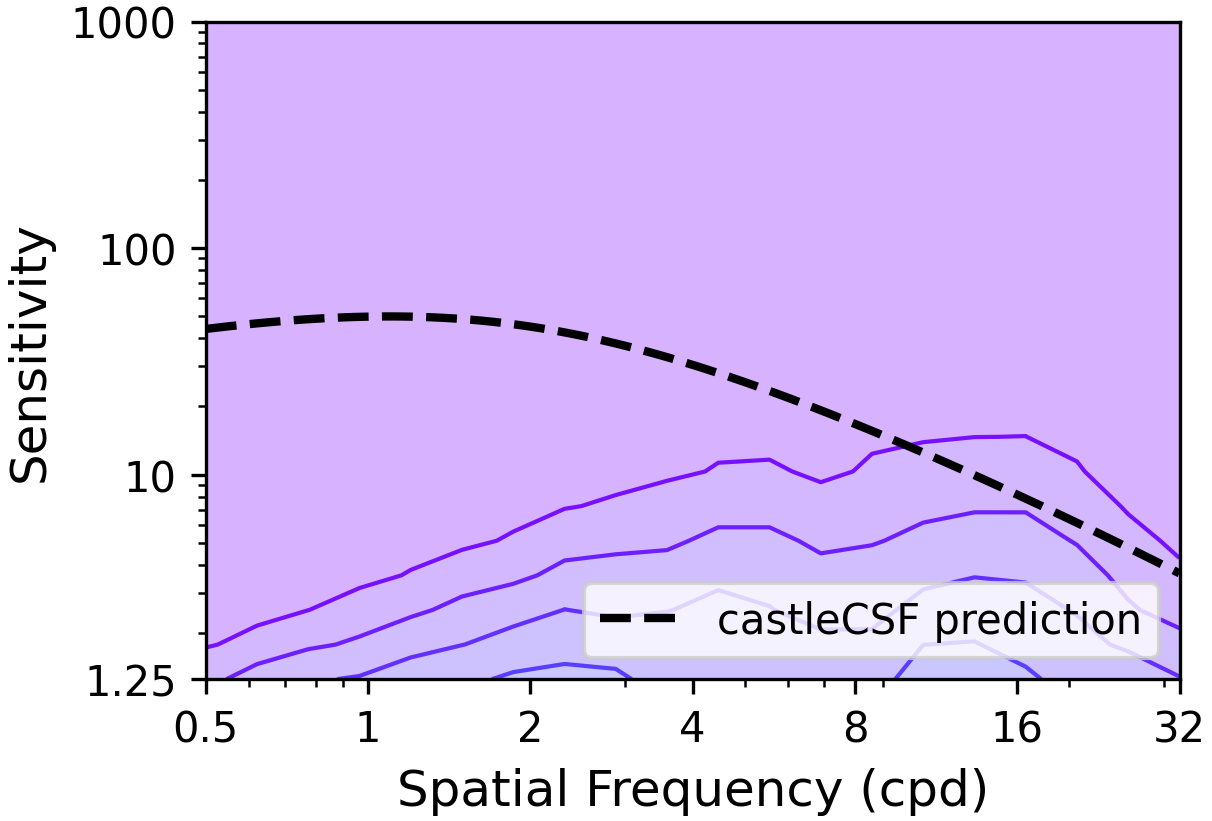 1000
100
10
1.25
Sensitivity
castleCSF prediction
0.5 1 2 4 8 16 32
Spatial Frequency (cpd)